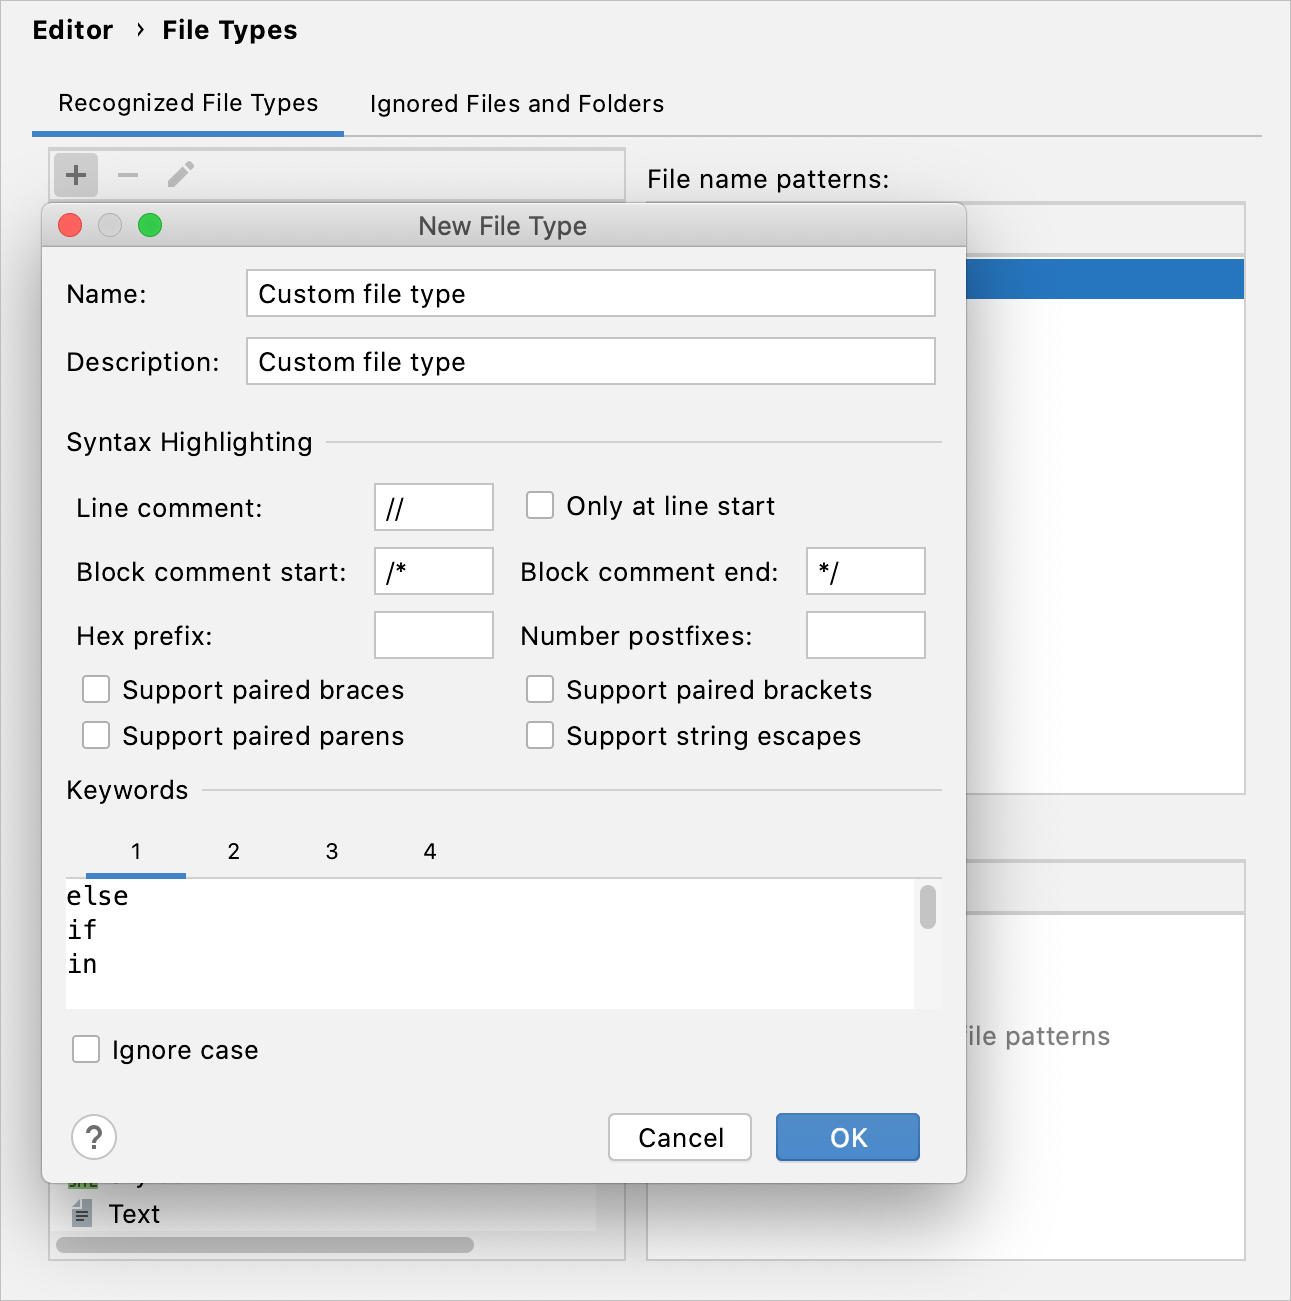 Editor › File Types
Recognized File Types Ignored Files and Folders
File name patterns:
New File Type
Name: Custom file type
Description: Custom file type
Syntax Highlighting
Line comment: // Only at line start
Block comment start: /* Block comment end: */
Hex prefix: Number postfixes:
Support paired braces Support paired brackets
Support paired parens Support string escapes
Keywords
1 2 3 4
else
if
in
patterns
Ignore case
? Cancel OK
Text